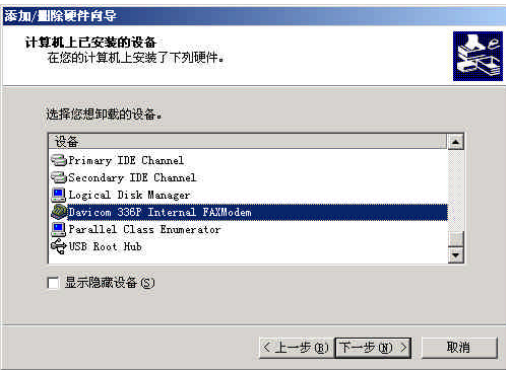 添加/删除硬件向导
计算机上已安装的设备
在您的计算机上安装了下列硬件。
选择您想卸载的设备。
设备
Primary IDE Channel
Secondary IDE Channel
Logical Disk Manager
Davicom 336P Internal FAXModem
Parallel Class Enumerator
USB Root Hub
显示隐藏设备(S)
< 上一步(B) 下一步(N) > 取消